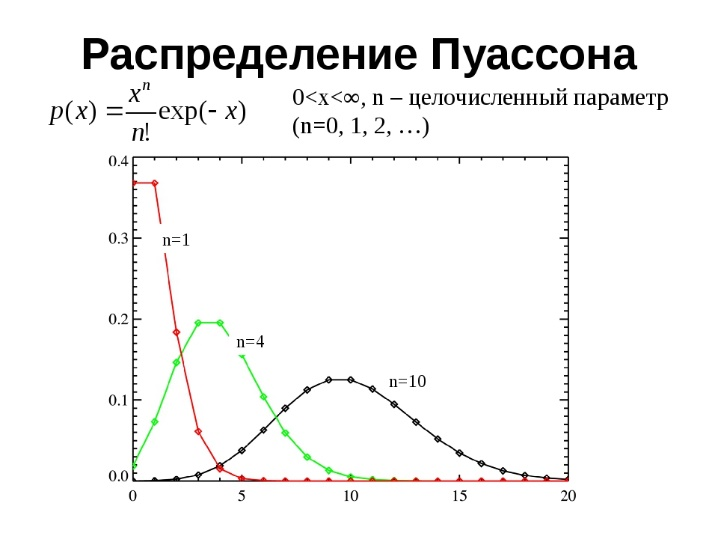 Распределение Пуассона
p(x) = xⁿ/n! exp(- x)
0<x<∞, n – целочисленный параметр
(n=0, 1, 2, …)
0.4
0.3
0.2
0.1
0.0
n=1
n=4
n=10
0 5 10 15 20